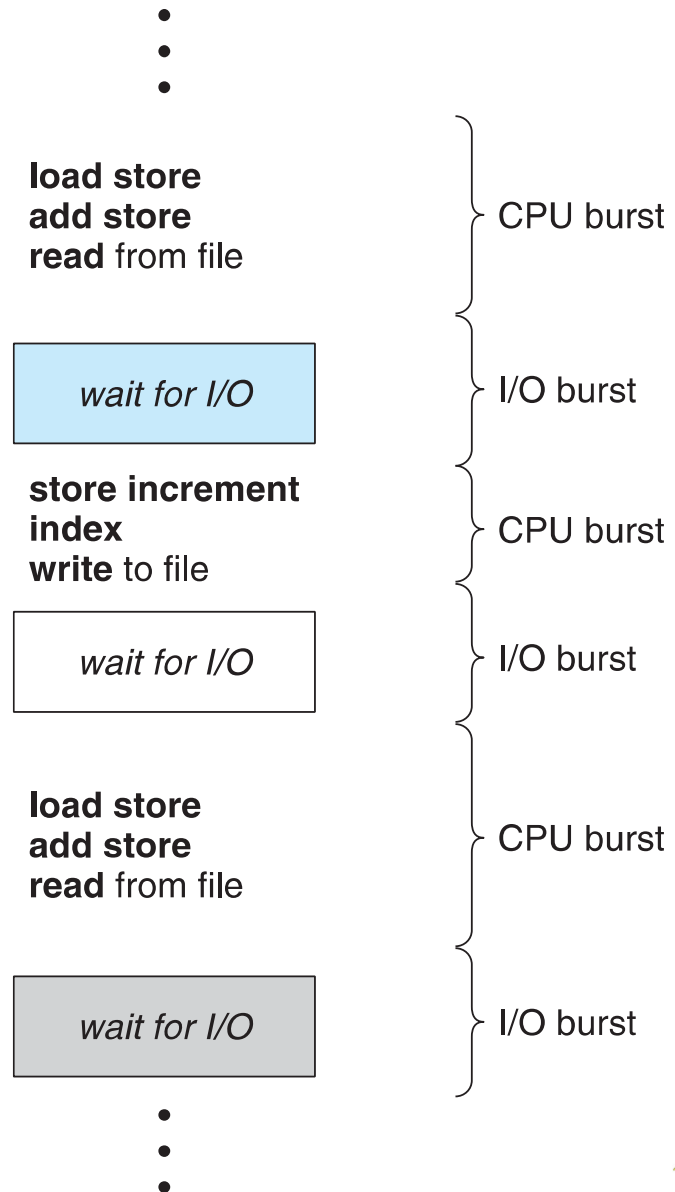 load store
add store
read from file
CPU burst
wait for I/O
I/O burst
store increment
index
write to file
CPU burst
wait for I/O
I/O burst
load store
add store
read from file
CPU burst
wait for I/O
I/O burst